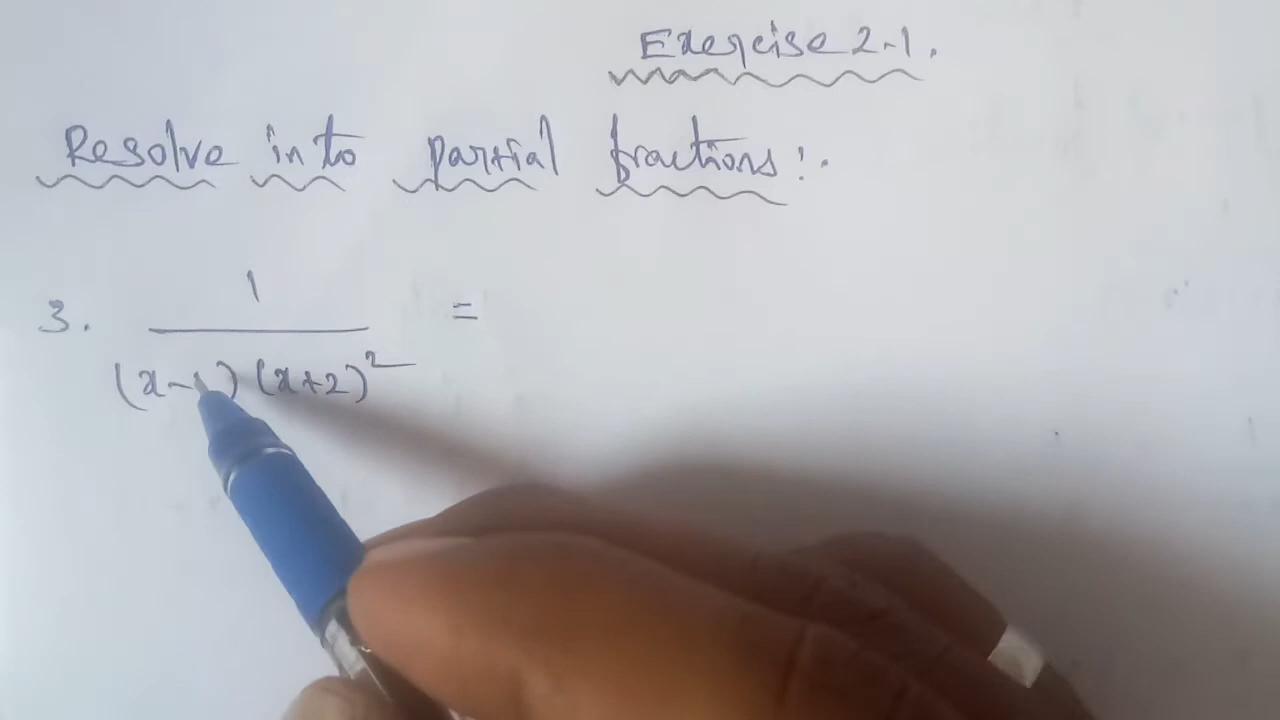 Exercise 2.1.
Resolve into partial fractions:-
3. 1 =
(x-1) (x+2)²